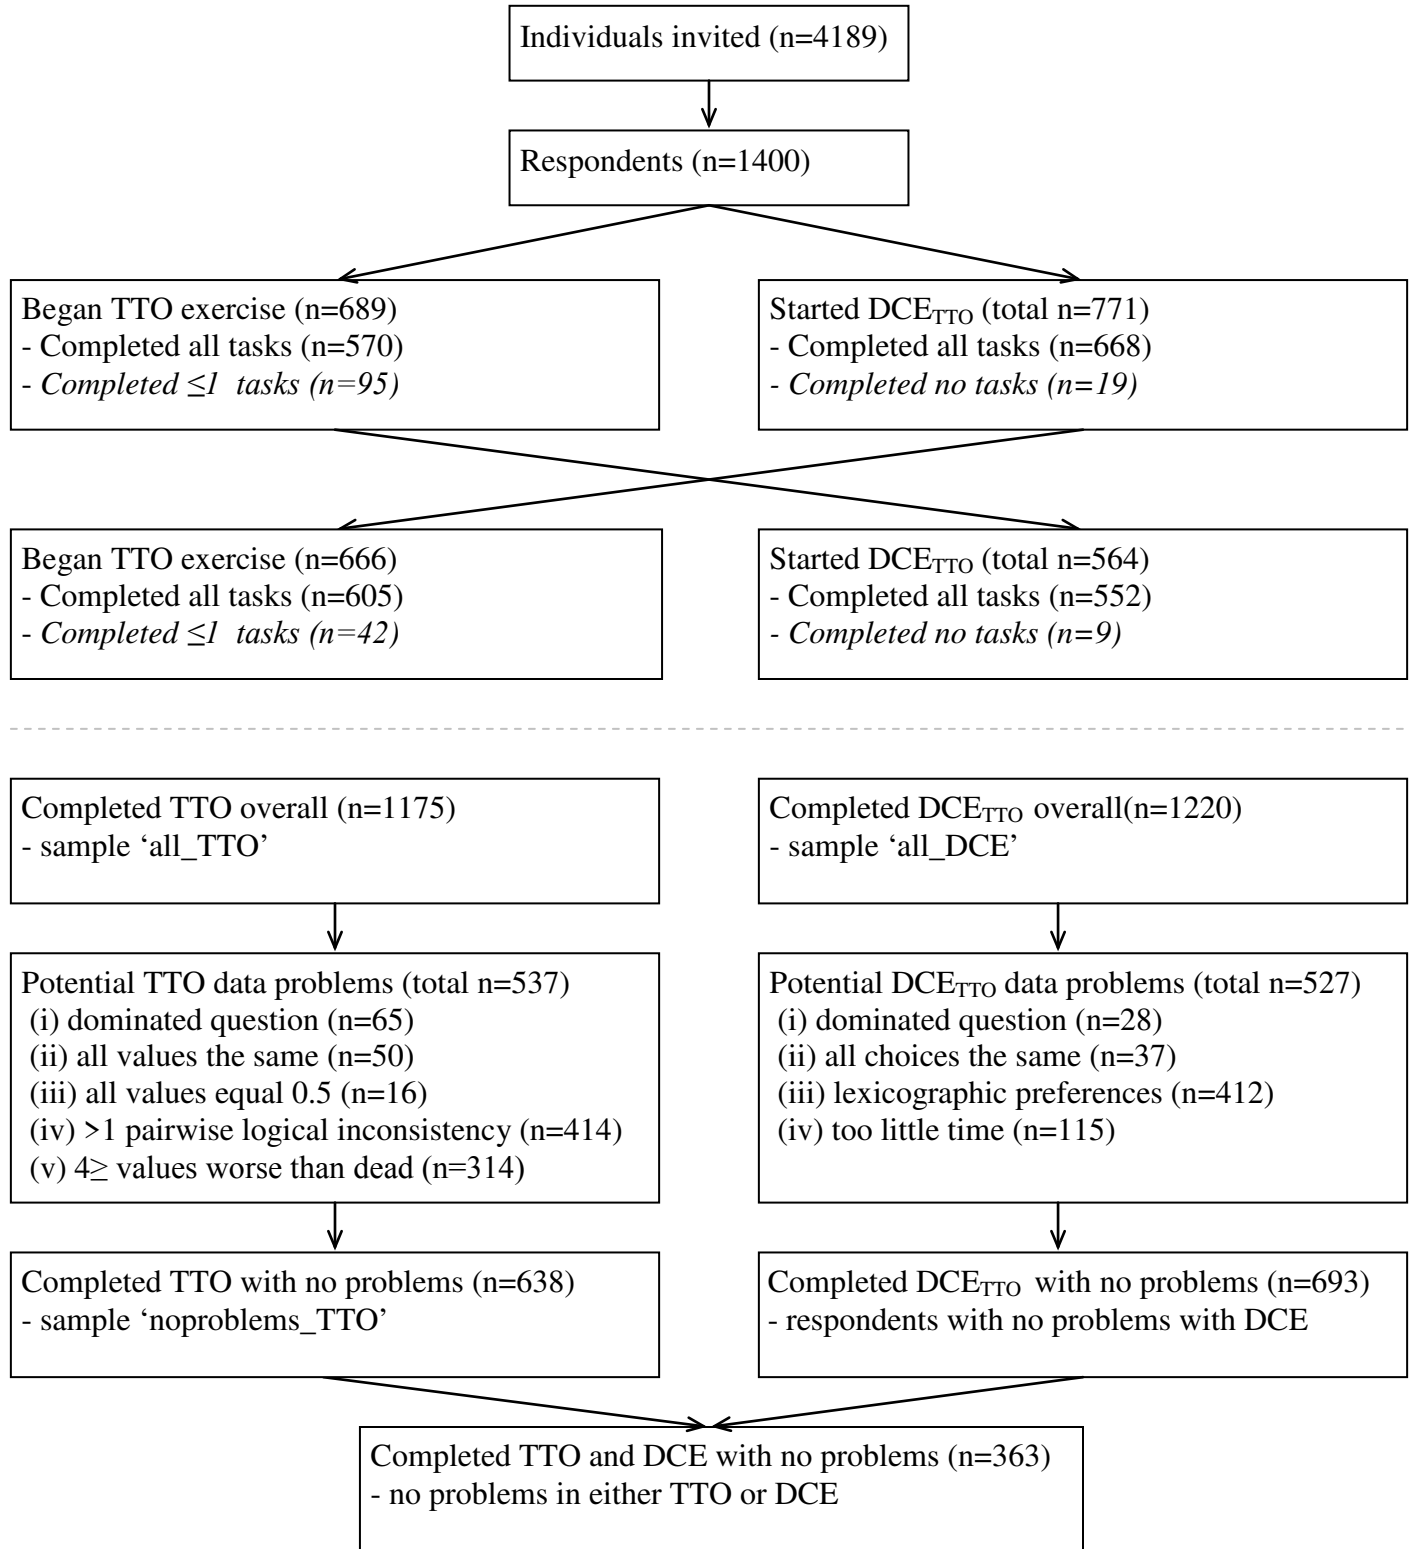 Individuals invited (n=4189)
Respondents (n=1400)
Began TTO exercise (n=689)
- Completed all tasks (n=570)
- Completed ≤1 tasks (n=95)
Started DCETTO (total n=771)
- Completed all tasks (n=668)
- Completed no tasks (n=19)
Began TTO exercise (n=666)
- Completed all tasks (n=605)
- Completed ≤1 tasks (n=42)
Started DCETTO (total n=564)
- Completed all tasks (n=552)
- Completed no tasks (n=9)
Completed TTO overall (n=1175)
- sample ‘all_TTO’
Completed DCETTO overall(n=1220)
- sample ‘all_DCE’
Potential TTO data problems (total n=537)
(i) dominated question (n=65)
(ii) all values the same (n=50)
(iii) all values equal 0.5 (n=16)
(iv) >1 pairwise logical inconsistency (n=414)
(v) 4≥ values worse than dead (n=314)
Potential DCETTO data problems (total n=527)
(i) dominated question (n=28)
(ii) all choices the same (n=37)
(iii) lexicographic preferences (n=412)
(iv) too little time (n=115)
Completed TTO with no problems (n=638)
- sample ‘noproblems_TTO’
Completed DCETTO with no problems (n=693)
- respondents with no problems with DCE
Completed TTO and DCE with no problems (n=363)
- no problems in either TTO or DCE